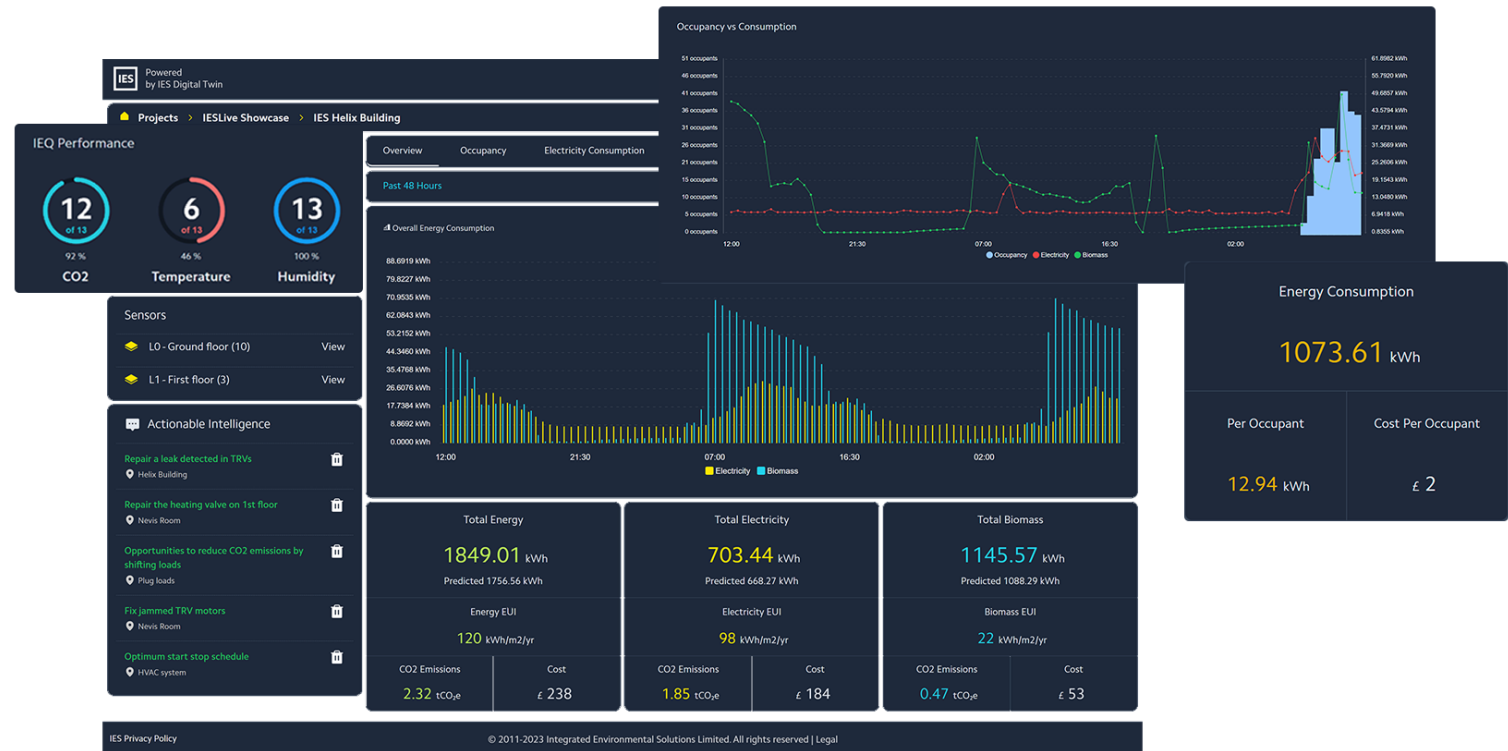 IES
Powered
by IES Digital Twin
Projects > IESLive Showcase > IES Helix Building
IEQ Performance
12
of 13
92 %
CO2
6
of 13
46 %
Temperature
13
of 13
100 %
Humidity
Sensors
L0 - Ground floor (10) View
L1 - First floor (3) View
Actionable Intelligence
Repair a leak detected in TRVs
Helix Building
Repair the heating valve on 1st floor
Nevis Room
Opportunities to reduce CO2 emissions by
shifting loads
Plug loads
Fix jammed TRV motors
Nevis Room
Optimum start stop schedule
HVAC system
Overview Occupancy Electricity Consumption
Past 48 Hours
Overall Energy Consumption
88.6919 kWh
79.8227 kWh
70.9535 kWh
62.0843 kWh
53.2152 kWh
44.3460 kWh
35.4768 kWh
26.6076 kWh
17.7384 kWh
8.8692 kWh
0.0000 kWh
12:00 21:30 07:00 16:30 02:00
Electricity Biomass
Occupancy vs Consumption
51 occupants 61.8982 kWh
46 occupants 55.7920 kWh
41 occupants 49.6857 kWh
36 occupants 43.5794 kWh
31 occupants 37.4731 kWh
26 occupants 31.3669 kWh
21 occupants 25.2606 kWh
15 occupants 19.1543 kWh
10 occupants 13.0480 kWh
5 occupants 6.9418 kWh
0 occupants 0.8355 kWh
12:00 21:30 07:00 16:30 02:00
Occupancy Electricity Biomass
Energy Consumption
1073.61 kWh
Per Occupant Cost Per Occupant
12.94 kWh £ 2
Total Energy
1849.01 kWh
Predicted 1756.56 kWh
Energy EUI
120 kWh/m2/yr
CO2 Emissions Cost
2.32 tCO₂e £ 238
Total Electricity
703.44 kWh
Predicted 668.27 kWh
Electricity EUI
98 kWh/m2/yr
CO2 Emissions Cost
1.85 tCO₂e £ 184
Total Biomass
1145.57 kWh
Predicted 1088.29 kWh
Biomass EUI
22 kWh/m2/yr
CO2 Emissions Cost
0.47 tCO₂e £ 53
IES Privacy Policy © 2011-2023 Integrated Environmental Solutions Limited. All rights reserved | Legal